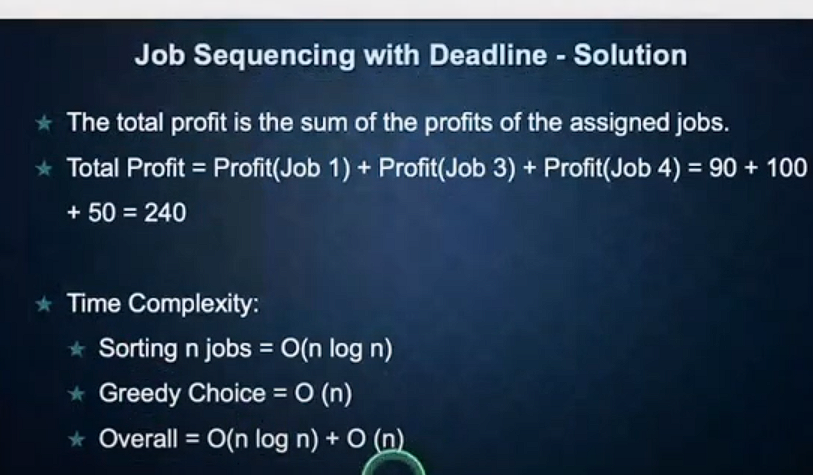 Job Sequencing with Deadline - Solution
The total profit is the sum of the profits of the assigned jobs.
Total Profit = Profit(Job 1) + Profit(Job 3) + Profit(Job 4) = 90 + 100
+ 50 = 240
Time Complexity:
Sorting n jobs = O(n log n)
Greedy Choice = O (n)
Overall = O(n log n) + O (n)